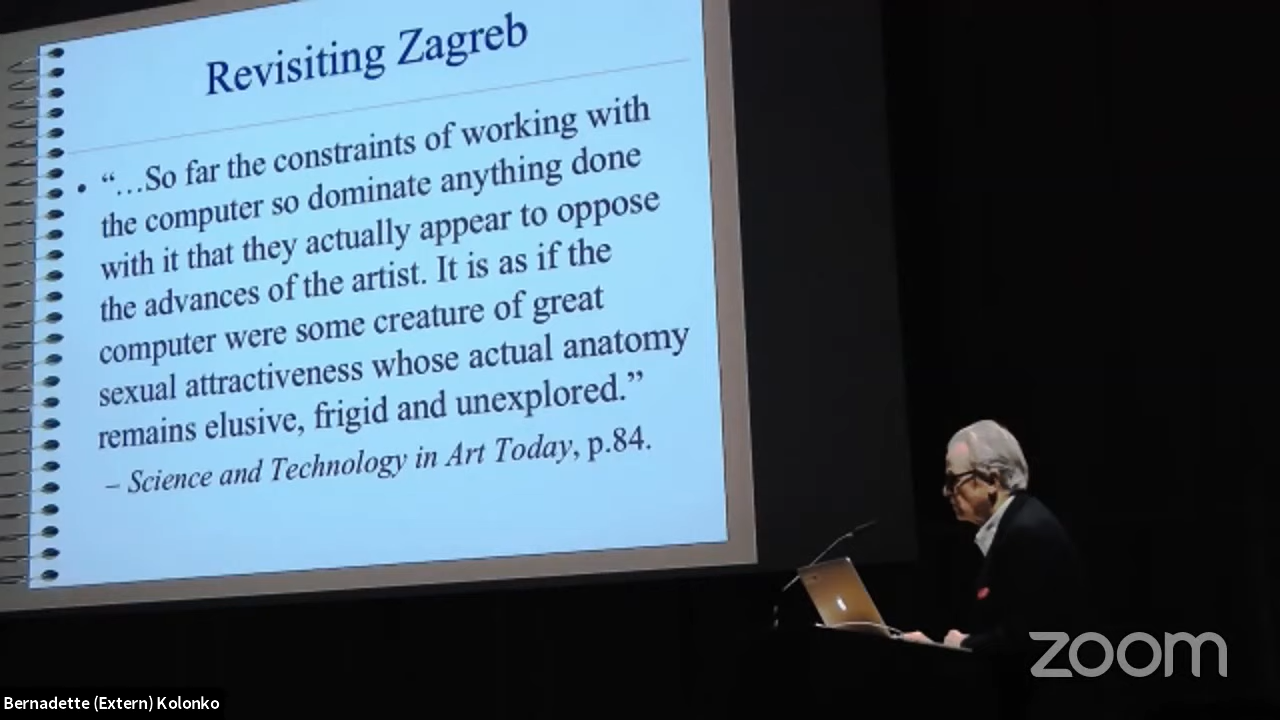 Revisiting Zagreb
• “…So far the constraints of working with
the computer so dominate anything done
with it that they actually appear to oppose
the advances of the artist. It is as if the
computer were some creature of great
sexual attractiveness whose actual anatomy
remains elusive, frigid and unexplored.”
– Science and Technology in Art Today, p.84.
zoom
Bernadette (Extern) Kolonko